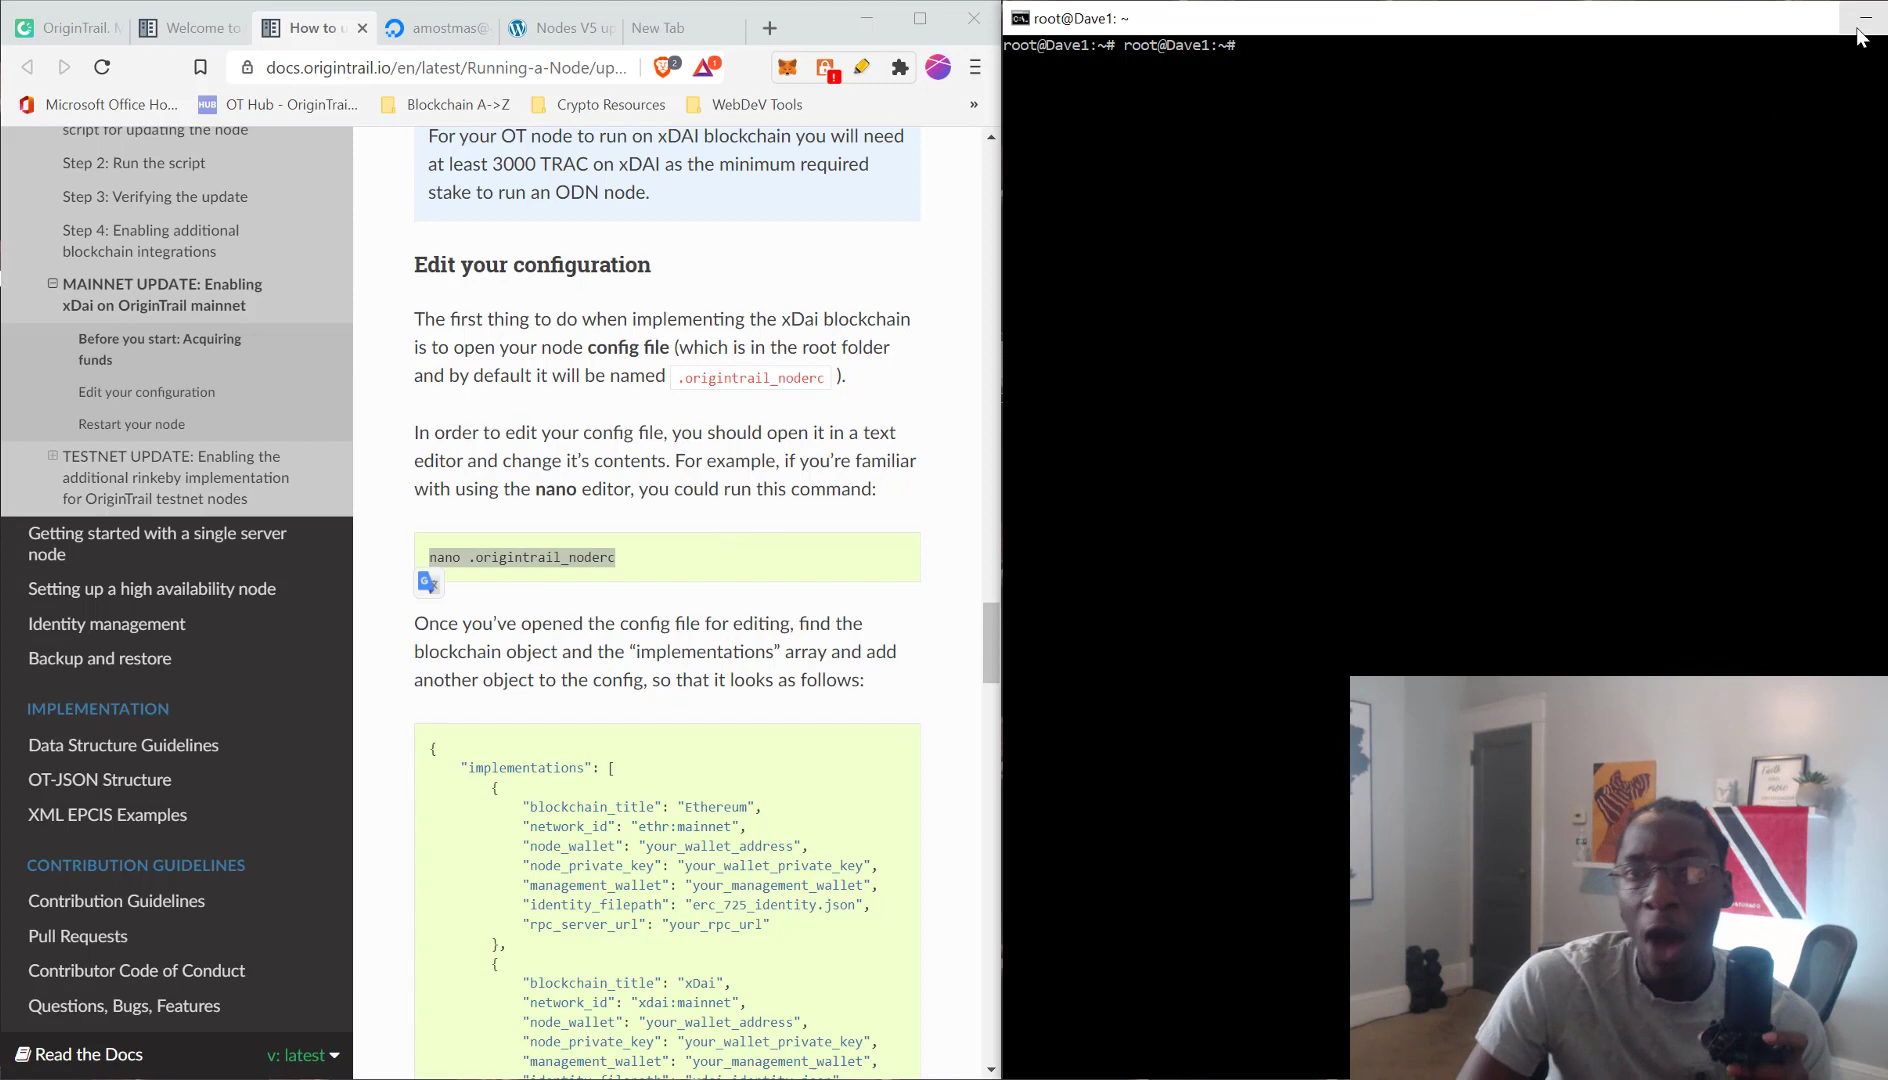 OriginTrail. M
Welcome to
How to u
amostmas@
Nodes V5 up
New Tab
root@Dave1: ~
docs.origintrail.io/en/latest/Running-a-Node/up...
2
1
Microsoft Office Ho...
HUB
OT Hub - OriginTrai...
Blockchain A->Z
Crypto Resources
WebDeV Tools
»
root@Dave1:~# root@Dave1:~#
script for updating the node
Step 2: Run the script
Step 3: Verifying the update
Step 4: Enabling additional
blockchain integrations
MAINNET UPDATE: Enabling
xDai on OriginTrail mainnet
Before you start: Acquiring
funds
Edit your configuration
Restart your node
TESTNET UPDATE: Enabling the
additional rinkeby implementation
for OriginTrail testnet nodes
Getting started with a single server
node
Setting up a high availability node
Identity management
Backup and restore
IMPLEMENTATION
Data Structure Guidelines
OT-JSON Structure
XML EPCIS Examples
CONTRIBUTION GUIDELINES
Contribution Guidelines
Pull Requests
Contributor Code of Conduct
Questions, Bugs, Features
Read the Docs
v: latest
For your OT node to run on xDAI blockchain you will need
at least 3000 TRAC on xDAI as the minimum required
stake to run an ODN node.
Edit your configuration
The first thing to do when implementing the xDai blockchain
is to open your node config file (which is in the root folder
and by default it will be named .origintrail_noderc ).
In order to edit your config file, you should open it in a text
editor and change it’s contents. For example, if you’re familiar
with using the nano editor, you could run this command:
nano .origintrail_noderc
Once you’ve opened the config file for editing, find the
blockchain object and the “implementations” array and add
another object to the config, so that it looks as follows:
{
"implementations": [
{
"blockchain_title": "Ethereum",
"network_id": "ethr:mainnet",
"node_wallet": "your_wallet_address",
"node_private_key": "your_wallet_private_key",
"management_wallet": "your_management_wallet",
"identity_filepath": "erc_725_identity.json",
"rpc_server_url": "your_rpc_url"
},
{
"blockchain_title": "xDai",
"network_id": "xdai:mainnet",
"node_wallet": "your_wallet_address",
"node_private_key": "your_wallet_private_key",
"management_wallet": "your_management_wallet",
"identity_filepath": "xdai_identity.json",
Faith